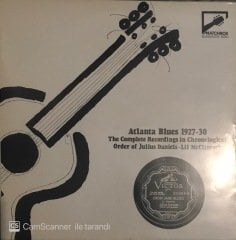 MATCHBOX
Atlanta Blues 1927-30
The Complete Recordings in Chronological
Order of Julius Daniels-Lil McClintock
VICTOR
CS CamScanner ile tarandı